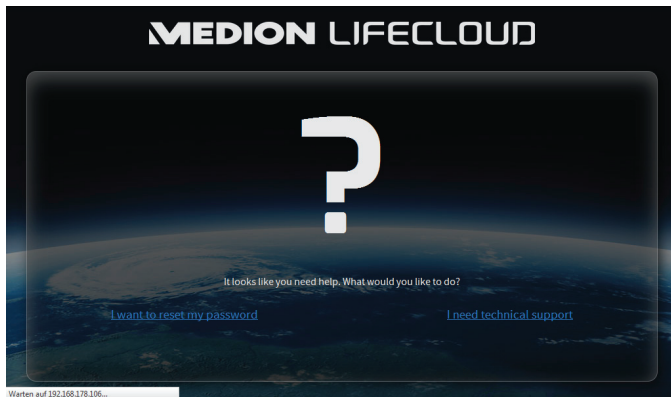 MEDION LIFECLOUD
?
It looks like you need help. What would you like to do?
I want to reset my password
I need technical support
Warten auf 192.168.178.106...